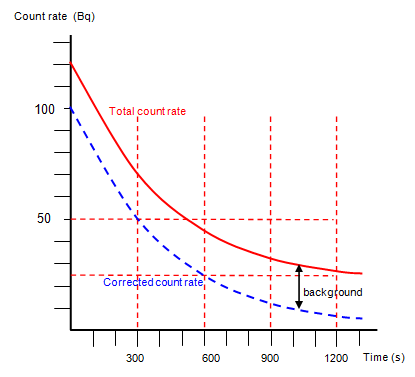 Count rate (Bq)
Total count rate
100
50
Corrected count rate
background
300 600 900 1200 Time (s)